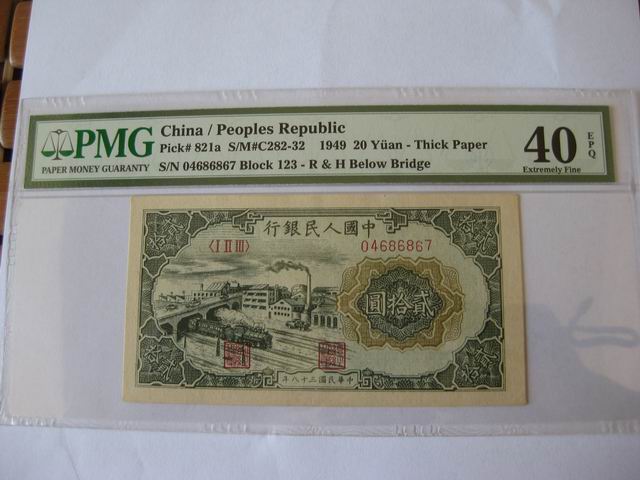 PMG
PAPER MONEY GUARANTY
China / Peoples Republic
Pick# 821a S/M#C282-32 1949 20 Yüan - Thick Paper
S/N 04686867 Block 123 - R & H Below Bridge
40
EPQ
Extremely Fine
行銀民人國中
〈I II III〉 04686867
圓拾貳
年八十三國民華中